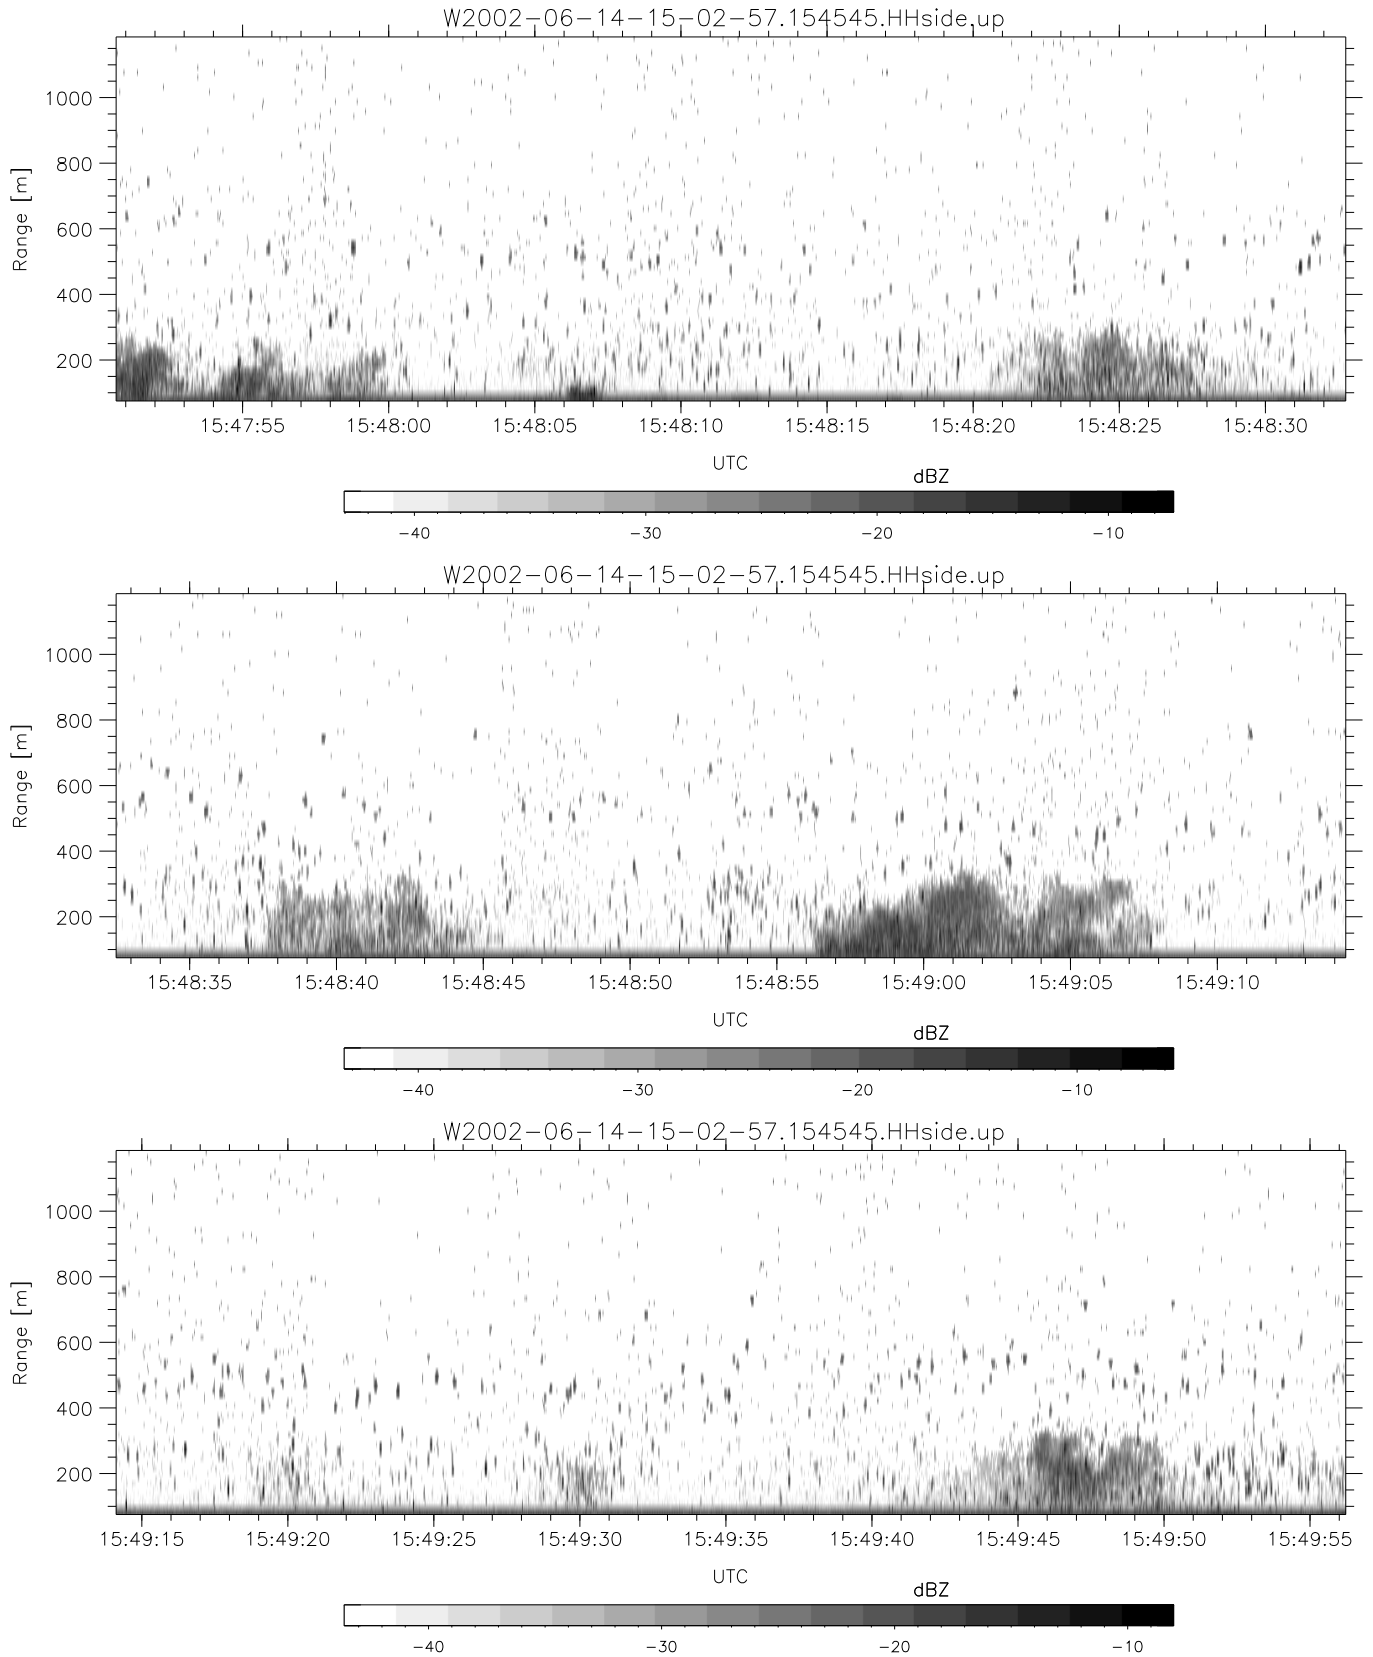 W2002-06-14-15-02-57.154545.HHside.up
1000
800
600
400
200
Range [m]
15:47:55 15:48:00 15:48:05 15:48:10 15:48:15 15:48:20 15:48:25 15:48:30
UTC
dBZ
-40 -30 -20 -10
W2002-06-14-15-02-57.154545.HHside.up
1000
800
600
400
200
Range [m]
15:48:35 15:48:40 15:48:45 15:48:50 15:48:55 15:49:00 15:49:05 15:49:10
UTC
dBZ
-40 -30 -20 -10
W2002-06-14-15-02-57.154545.HHside.up
1000
800
600
400
200
Range [m]
15:49:15 15:49:20 15:49:25 15:49:30 15:49:35 15:49:40 15:49:45 15:49:50 15:49:55
UTC
dBZ
-40 -30 -20 -10